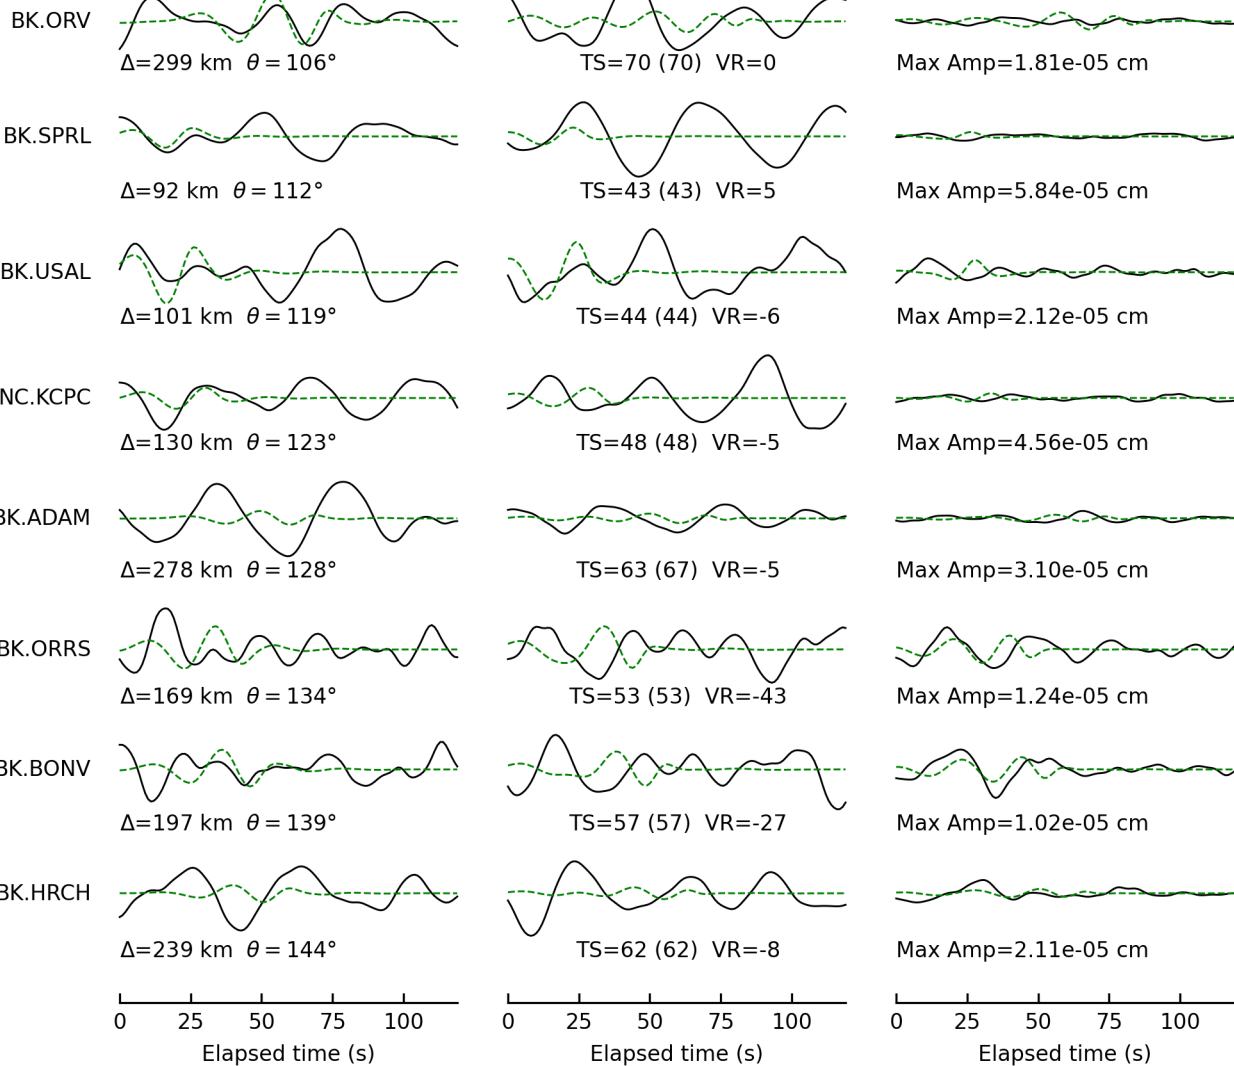 BK.ORV
Δ=299 km θ = 106° TS=70 (70) VR=0 Max Amp=1.81e-05 cm
BK.SPRL
Δ=92 km θ = 112° TS=43 (43) VR=5 Max Amp=5.84e-05 cm
BK.USAL
Δ=101 km θ = 119° TS=44 (44) VR=-6 Max Amp=2.12e-05 cm
NC.KCPC
Δ=130 km θ = 123° TS=48 (48) VR=-5 Max Amp=4.56e-05 cm
BK.ADAM
Δ=278 km θ = 128° TS=63 (67) VR=-5 Max Amp=3.10e-05 cm
BK.ORRS
Δ=169 km θ = 134° TS=53 (53) VR=-43 Max Amp=1.24e-05 cm
BK.BONV
Δ=197 km θ = 139° TS=57 (57) VR=-27 Max Amp=1.02e-05 cm
BK.HRCH
Δ=239 km θ = 144° TS=62 (62) VR=-8 Max Amp=2.11e-05 cm
0 25 50 75 100 0 25 50 75 100 0 25 50 75 100
Elapsed time (s) Elapsed time (s) Elapsed time (s)